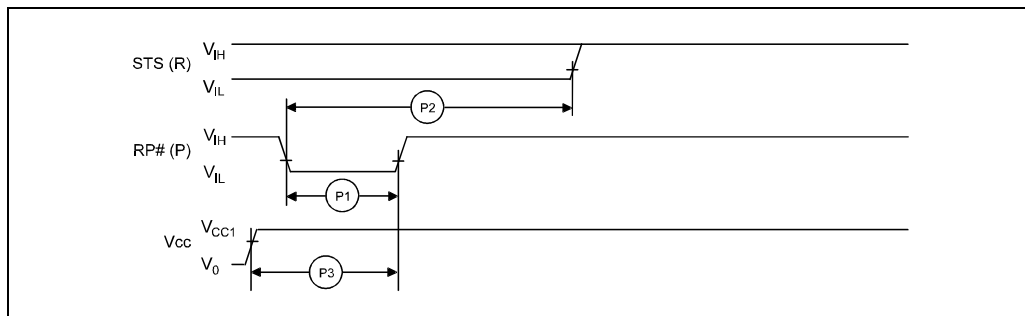 V_IH
STS (R)
V_IL
P2
V_IH
RP# (P)
V_IL
P1
V_CC1
Vcc
V_0
P3